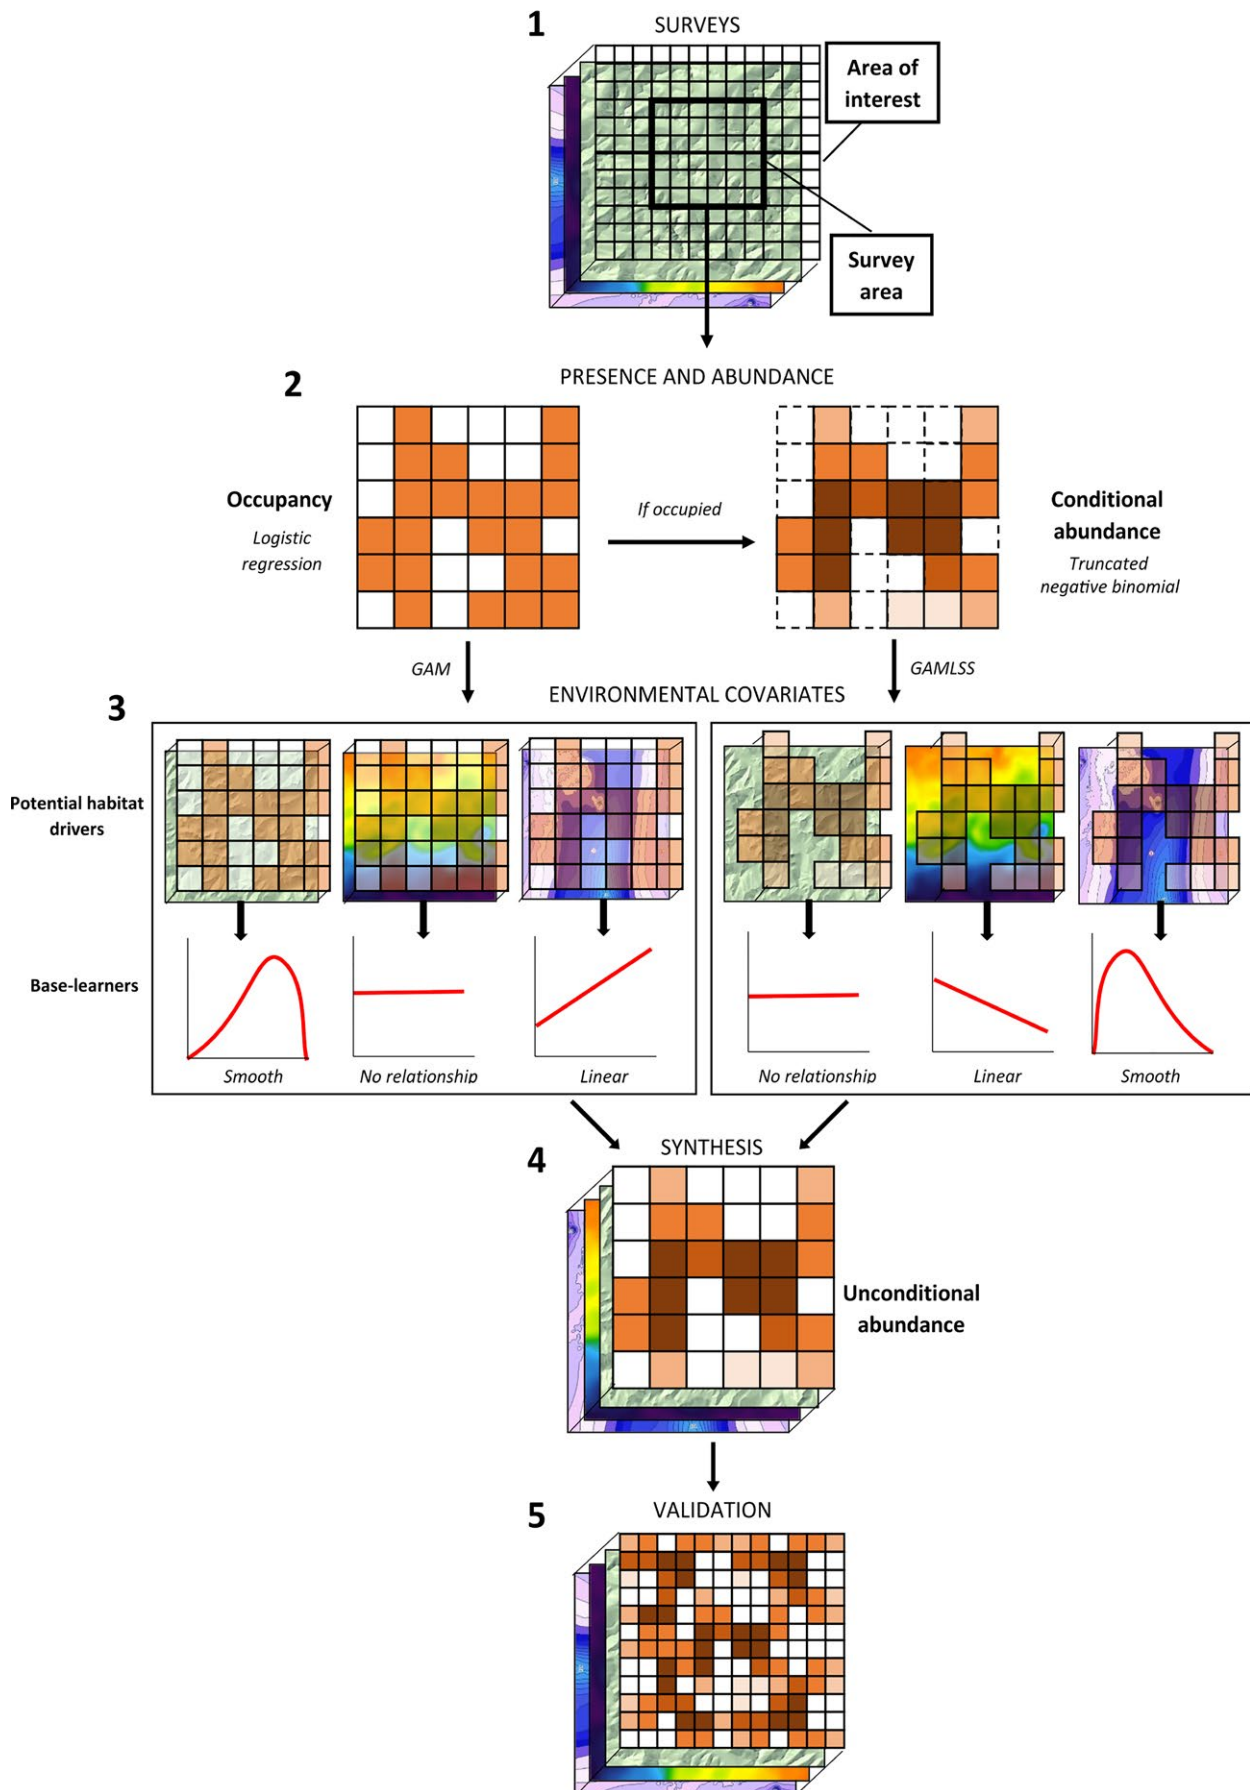 1
SURVEYS
Area of
interest
Survey
area
2
PRESENCE AND ABUNDANCE
Occupancy
Logistic
regression
If occupied
Conditional
abundance
Truncated
negative binomial
GAM
GAMLSS
3
ENVIRONMENTAL COVARIATES
Potential habitat
drivers
Base-learners
Smooth
No relationship
Linear
No relationship
Linear
Smooth
4
SYNTHESIS
Unconditional
abundance
5
VALIDATION